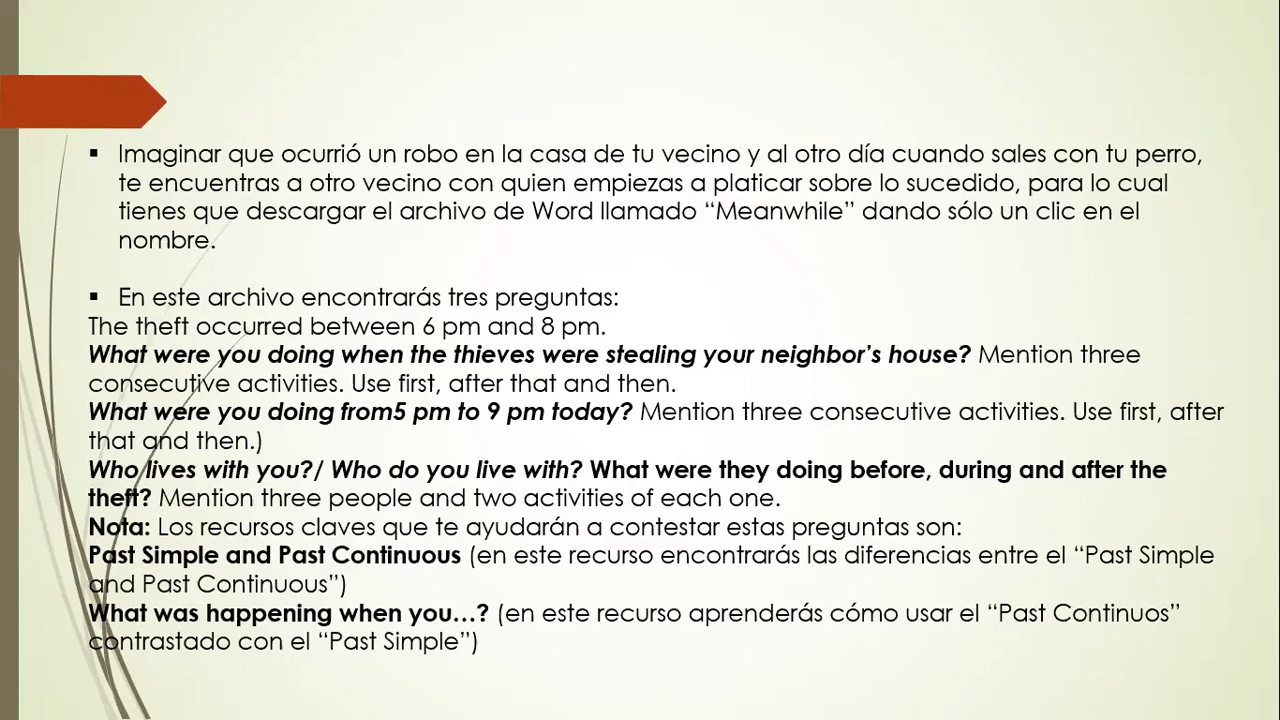 ▪ Imaginar que ocurrió un robo en la casa de tu vecino y al otro día cuando sales con tu perro,
te encuentras a otro vecino con quien empiezas a platicar sobre lo sucedido, para lo cual
tienes que descargar el archivo de Word llamado “Meanwhile” dando sólo un clic en el
nombre.
▪ En este archivo encontrarás tres preguntas:
The theft occurred between 6 pm and 8 pm.
What were you doing when the thieves were stealing your neighbor’s house? Mention three
consecutive activities. Use first, after that and then.
What were you doing from5 pm to 9 pm today? Mention three consecutive activities. Use first, after
that and then.)
Who lives with you?/ Who do you live with? What were they doing before, during and after the
theft? Mention three people and two activities of each one.
Nota: Los recursos claves que te ayudarán a contestar estas preguntas son:
Past Simple and Past Continuous (en este recurso encontrarás las diferencias entre el “Past Simple
and Past Continuous”)
What was happening when you…? (en este recurso aprenderás cómo usar el “Past Continuos”
contrastado con el “Past Simple”)